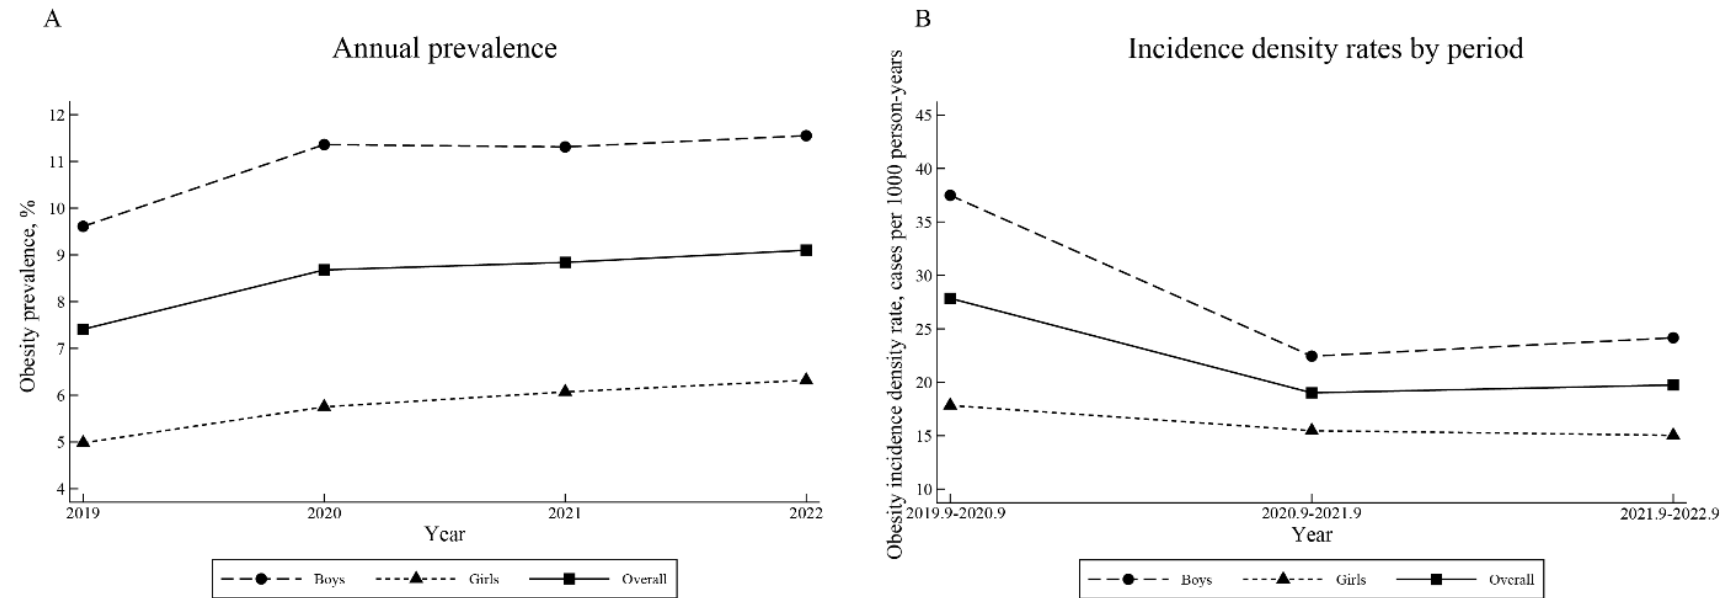 A
Annual prevalence
Obesity prevalence, %
12
11
10
9
8
7
6
5
4
2019 2020 2021 2022
Year
Boys Girls Overall
B
Incidence density rates by period
Obesity incidence density rate, cases per 1000 person-years
45
40
35
30
25
20
15
10
2019.9-2020.9 2020.9-2021.9 2021.9-2022.9
Year
Boys Girls Overall